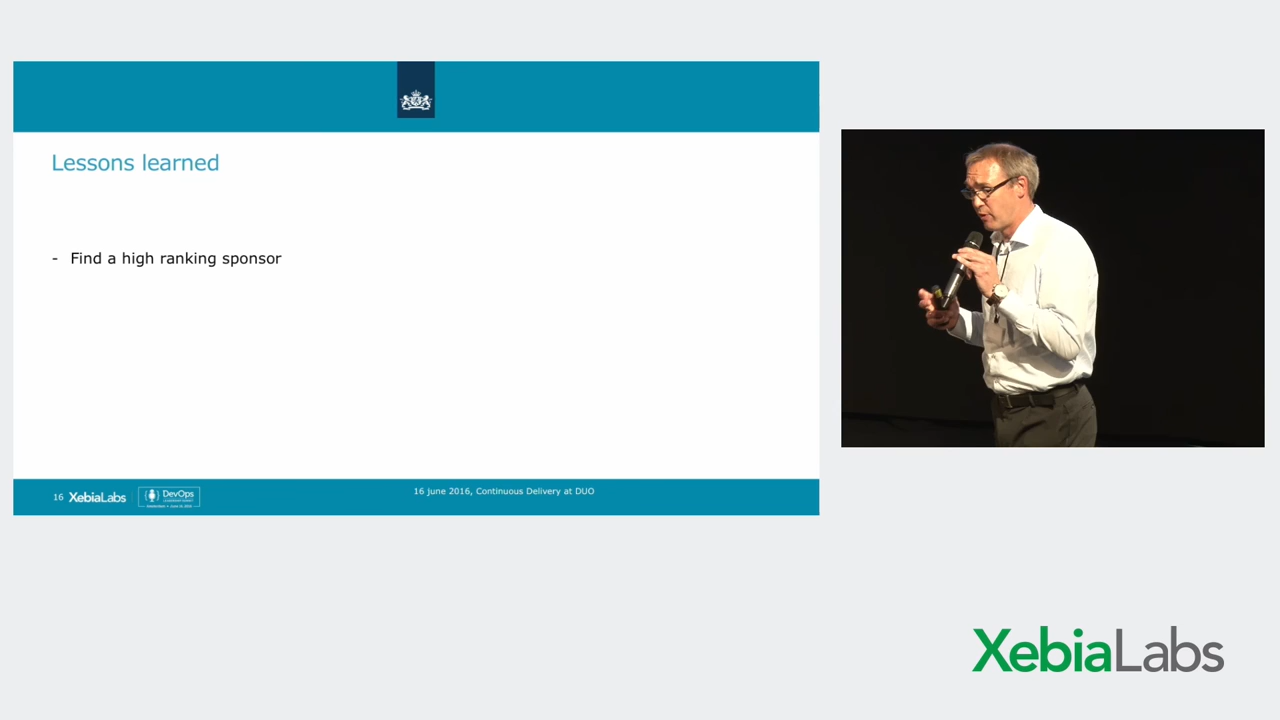 Lessons learned
- Find a high ranking sponsor
16 XebiaLabs
DevOps
16 june 2016, Continuous Delivery at DUO
XebiaLabs